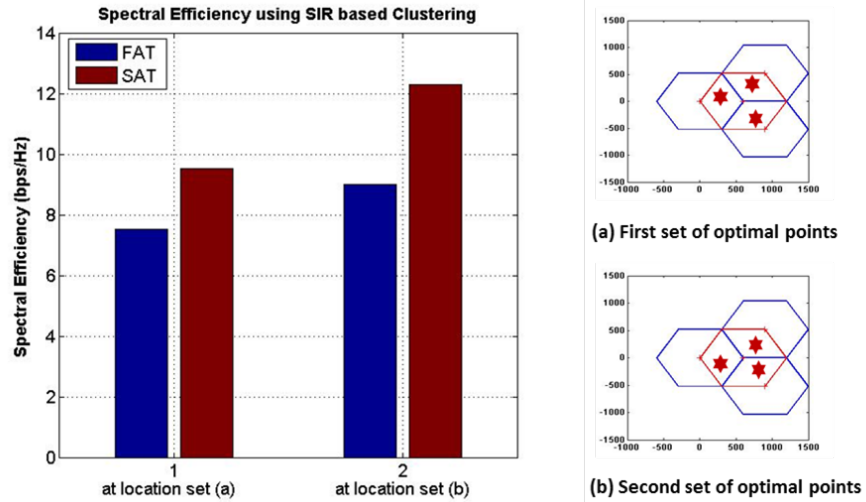 Spectral Efficiency using SIR based Clustering
Spectral Efficiency (bps/Hz)
14
12
10
8
6
4
2
0
FAT
SAT
1
2
at location set (a)
at location set (b)
1500
1000
500
0
-500
-1000
-1500
-1000 -500 0 500 1000 1500
(a) First set of optimal points
1500
1000
500
0
-500
-1000
-1500
-1000 -500 0 500 1000 1500
(b) Second set of optimal points